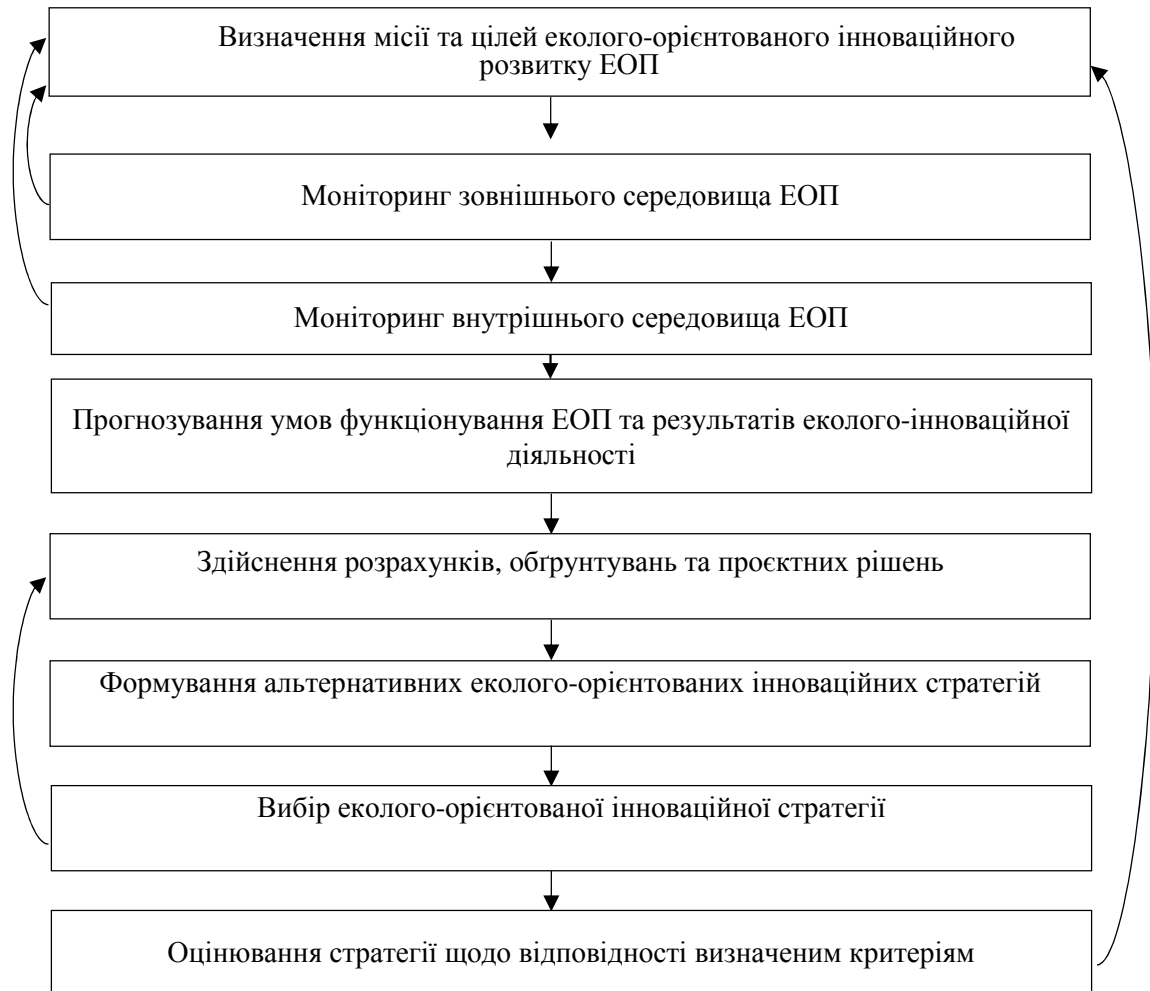 Визначення місії та цілей еколого-орієнтованого інноваційного
розвитку ЕОП
Моніторинг зовнішнього середовища ЕОП
Моніторинг внутрішнього середовища ЕОП
Прогнозування умов функціонування ЕОП та результатів еколого-інноваційної
діяльності
Здійснення розрахунків, обґрунтувань та проєктних рішень
Формування альтернативних еколого-орієнтованих інноваційних стратегій
Вибір еколого-орієнтованої інноваційної стратегії
Оцінювання стратегії щодо відповідності визначеним критеріям